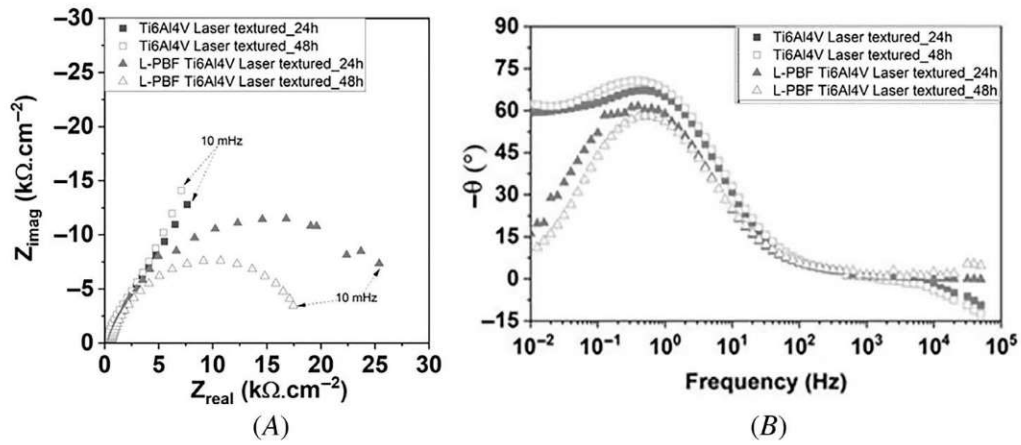 Ti6Al4V Laser textured_24h
Ti6Al4V Laser textured_48h
L-PBF Ti6Al4V Laser textured_24h
L-PBF Ti6Al4V Laser textured_48h
−30
−25
−20
−15
−10
−5
0
Zimag (kΩ.cm−2)
10 mHz
10 mHz
0 5 10 15 20 25 30
Zreal (kΩ.cm−2)
(A)
Ti6Al4V Laser textured_24h
Ti6Al4V Laser textured_48h
L-PBF Ti6Al4V Laser textured_24h
L-PBF Ti6Al4V Laser textured_48h
90
75
60
45
30
15
0
−15
−θ (°)
10−2 10−1 100 101 102 103 104 105
Frequency (Hz)
(B)